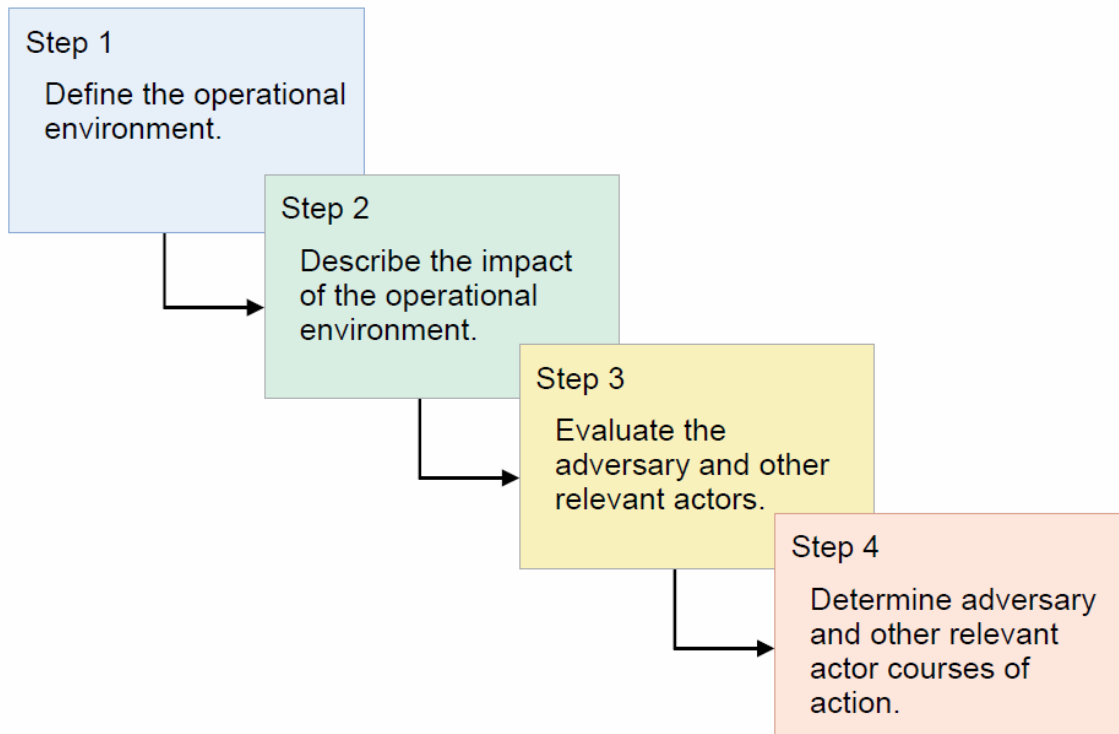 Step 1
Define the operational
environment.
Step 2
Describe the impact
of the operational
environment.
Step 3
Evaluate the
adversary and other
relevant actors.
Step 4
Determine adversary
and other relevant
actor courses of
action.